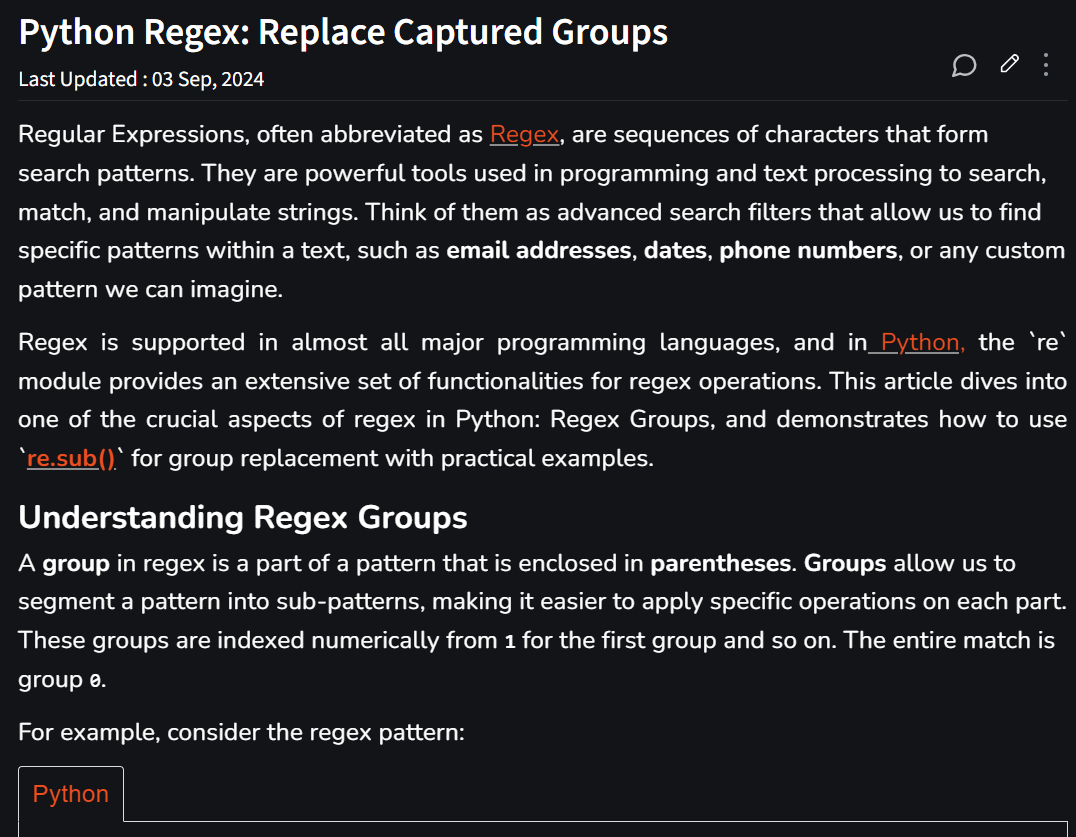 Python Regex: Replace Captured Groups
Last Updated : 03 Sep, 2024
Regular Expressions, often abbreviated as Regex, are sequences of characters that form
search patterns. They are powerful tools used in programming and text processing to search,
match, and manipulate strings. Think of them as advanced search filters that allow us to find
specific patterns within a text, such as email addresses, dates, phone numbers, or any custom
pattern we can imagine.
Regex is supported in almost all major programming languages, and in Python, the `re`
module provides an extensive set of functionalities for regex operations. This article dives into
one of the crucial aspects of regex in Python: Regex Groups, and demonstrates how to use
`re.sub()` for group replacement with practical examples.
Understanding Regex Groups
A group in regex is a part of a pattern that is enclosed in parentheses. Groups allow us to
segment a pattern into sub-patterns, making it easier to apply specific operations on each part.
These groups are indexed numerically from 1 for the first group and so on. The entire match is
group 0.
For example, consider the regex pattern:
Python